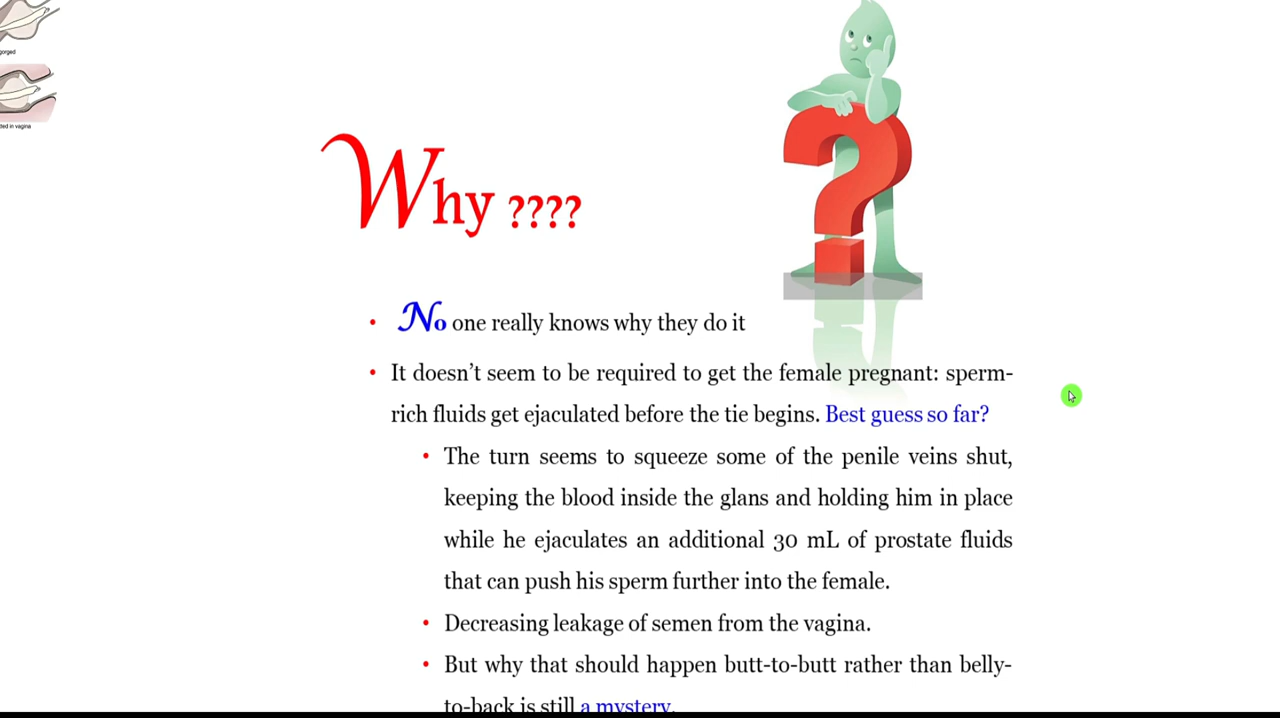 gorged
ted in vagina
Why ????
• No one really knows why they do it
• It doesn’t seem to be required to get the female pregnant: sperm-
rich fluids get ejaculated before the tie begins. Best guess so far?
• The turn seems to squeeze some of the penile veins shut,
keeping the blood inside the glans and holding him in place
while he ejaculates an additional 30 mL of prostate fluids
that can push his sperm further into the female.
• Decreasing leakage of semen from the vagina.
• But why that should happen butt-to-butt rather than belly-
to-back is still a mystery.